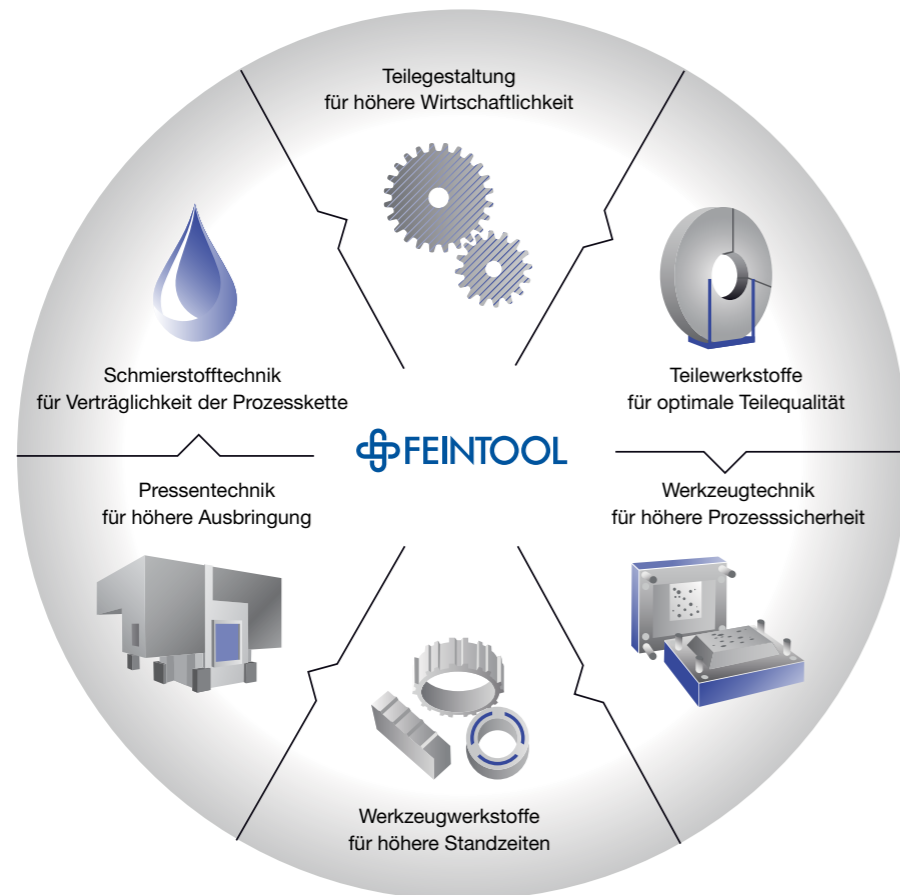 Teilegestaltung
für höhere Wirtschaftlichkeit
Schmierstofftechnik
für Verträglichkeit der Prozesskette
Teilewerkstoffe
für optimale Teilequalität
FEINTOOL
Pressentechnik
für höhere Ausbringung
Werkzeugtechnik
für höhere Prozesssicherheit
Werkzeugwerkstoffe
für höhere Standzeiten